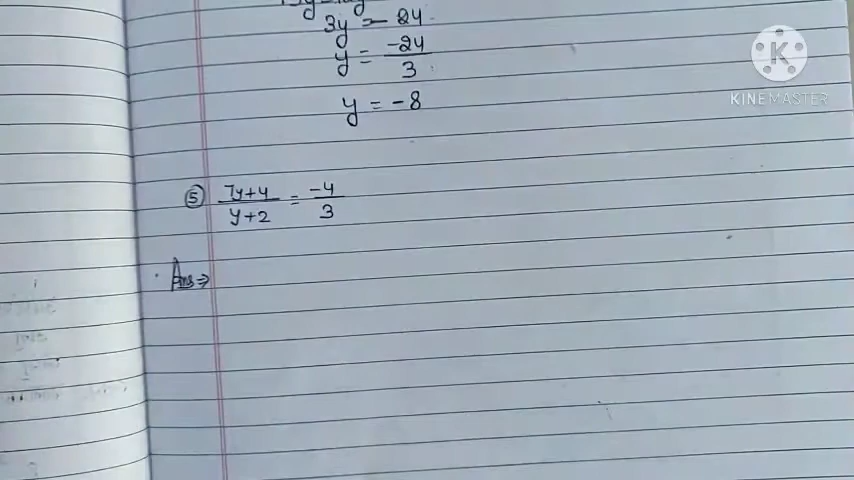 3y = - 24
y = -24/3
y = -8
⑤ 7y+4/y+2 = -4/3
Ans ⇒
K
KINEMASTER